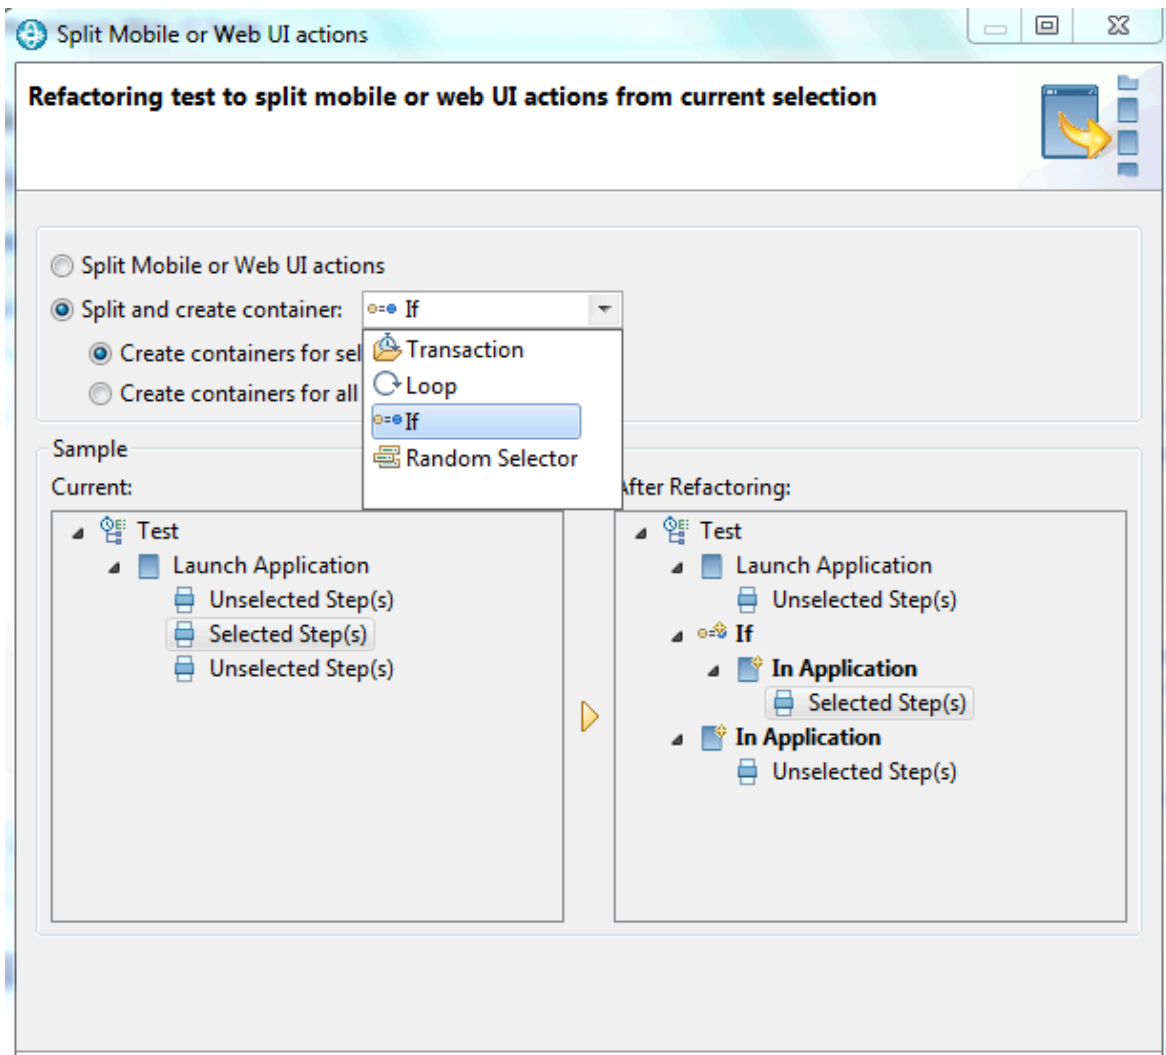 Split Mobile or Web UI actions
Refactoring test to split mobile or web UI actions from current selection
Split Mobile or Web UI actions
Split and create container: If
Create containers for sel
Create containers for all
Transaction
Loop
If
Random Selector
Sample
Current:
Test
Launch Application
Unselected Step(s)
Selected Step(s)
Unselected Step(s)
After Refactoring:
Test
Launch Application
Unselected Step(s)
If
In Application
Selected Step(s)
In Application
Unselected Step(s)